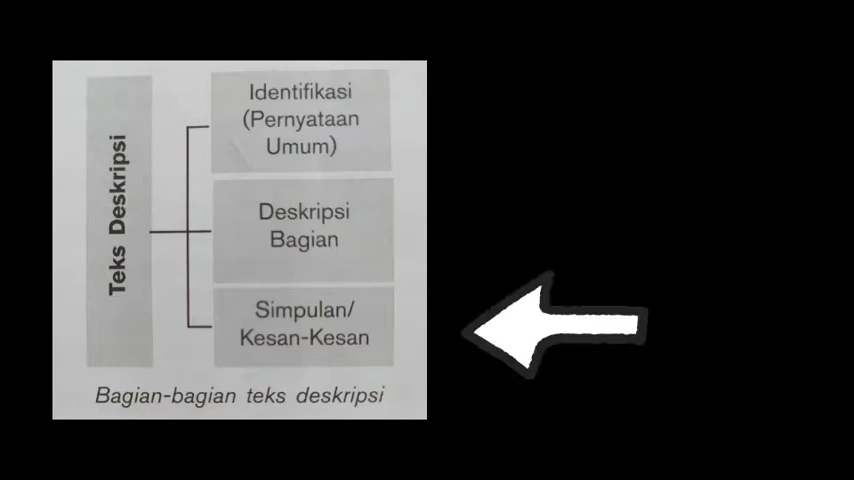 Teks Deskripsi
Identifikasi
(Pernyataan
Umum)
Deskripsi
Bagian
Simpulan/
Kesan-Kesan
Bagian-bagian teks deskripsi